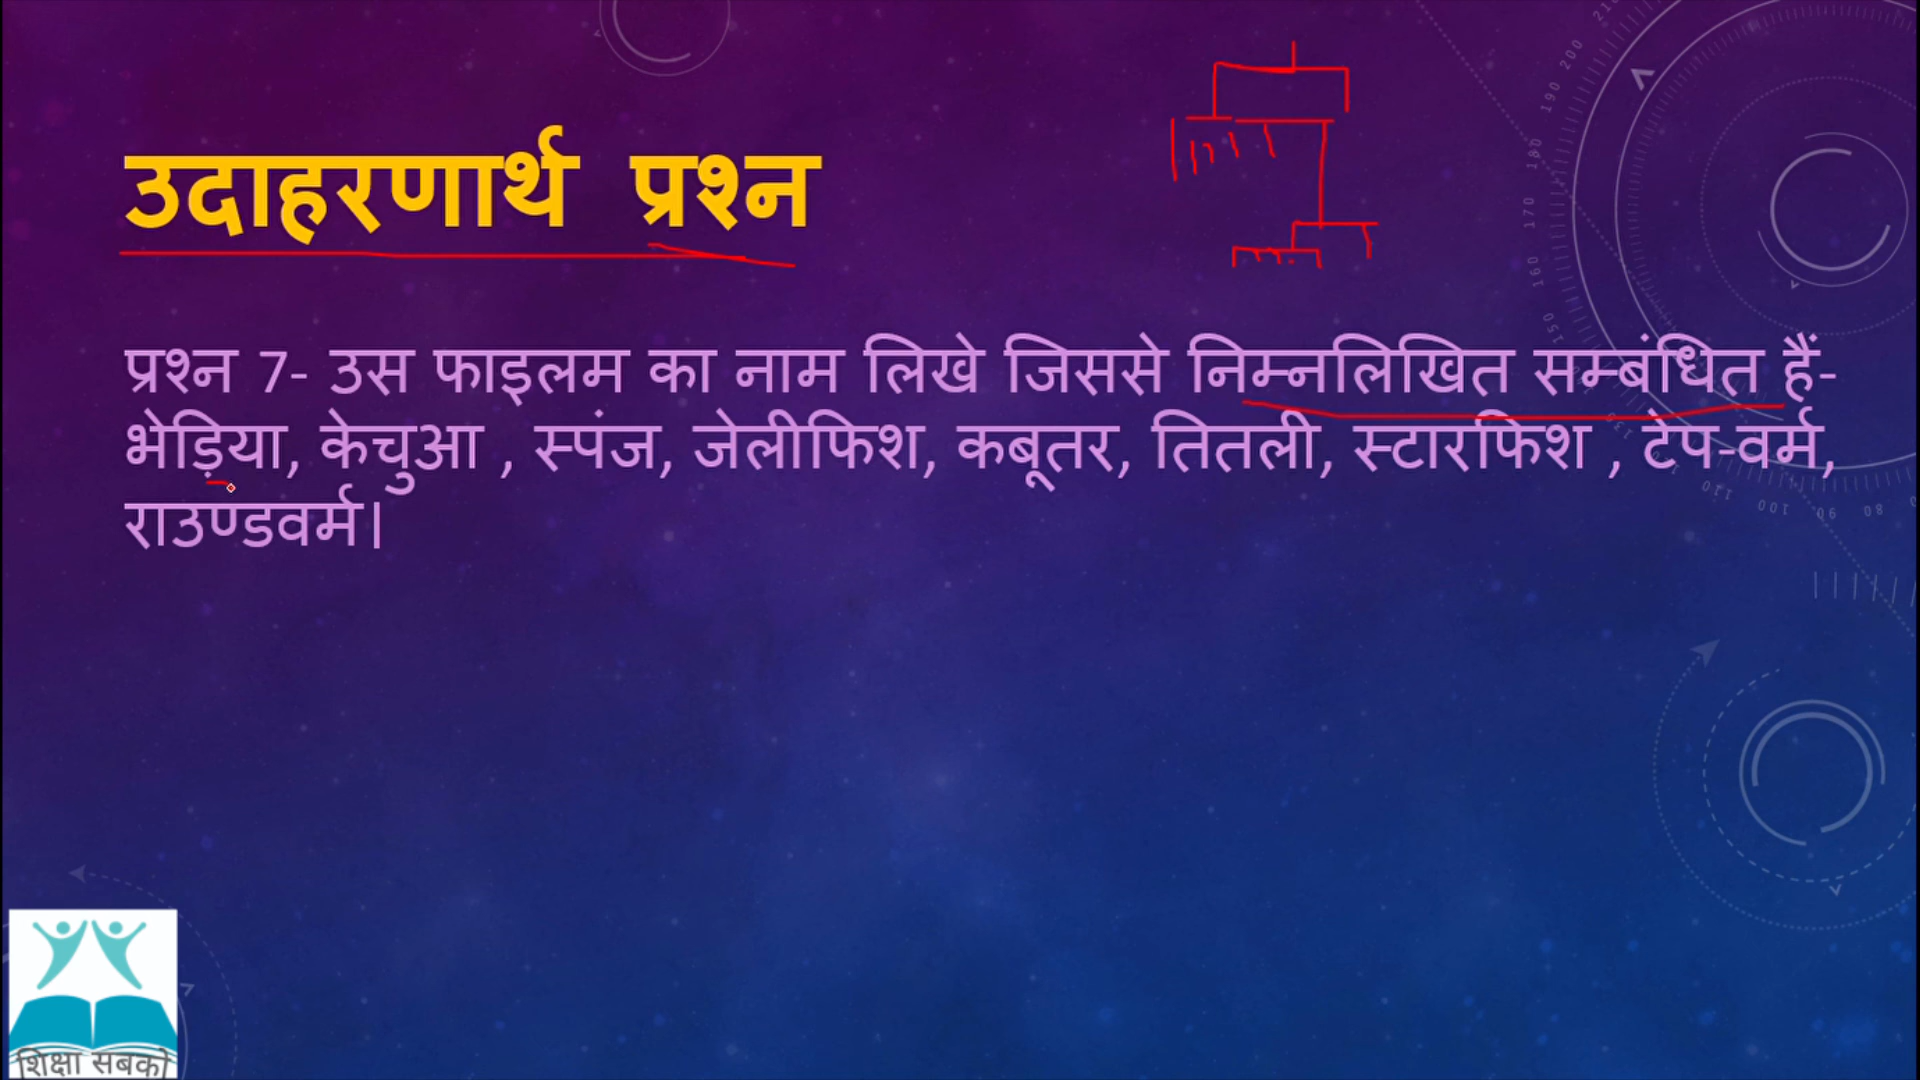 उदाहरणार्थ प्रश्न
प्रश्न 7- उस फाइलम का नाम लिखे जिससे निम्नलिखित सम्बंधित हैं-
भेड़िया, केचुआ , स्पंज, जेलीफिश, कबूतर, तितली, स्टारफिश , टेप-वर्म,
राउण्डवर्म।
शिक्षा सबको